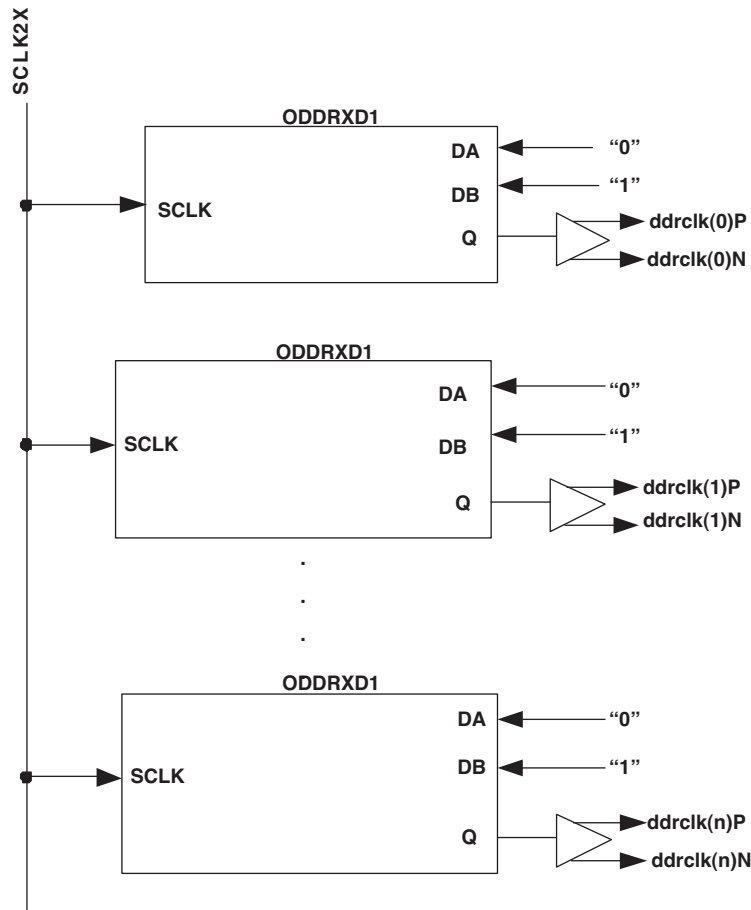 SCLK2X
ODDRXD1
DA
“0”
DB
“1”
SCLK
Q
ddrclk(0)P
ddrclk(0)N
ODDRXD1
DA
“0”
DB
“1”
SCLK
Q
ddrclk(1)P
ddrclk(1)N
.
.
.
ODDRXD1
DA
“0”
DB
“1”
SCLK
Q
ddrclk(n)P
ddrclk(n)N